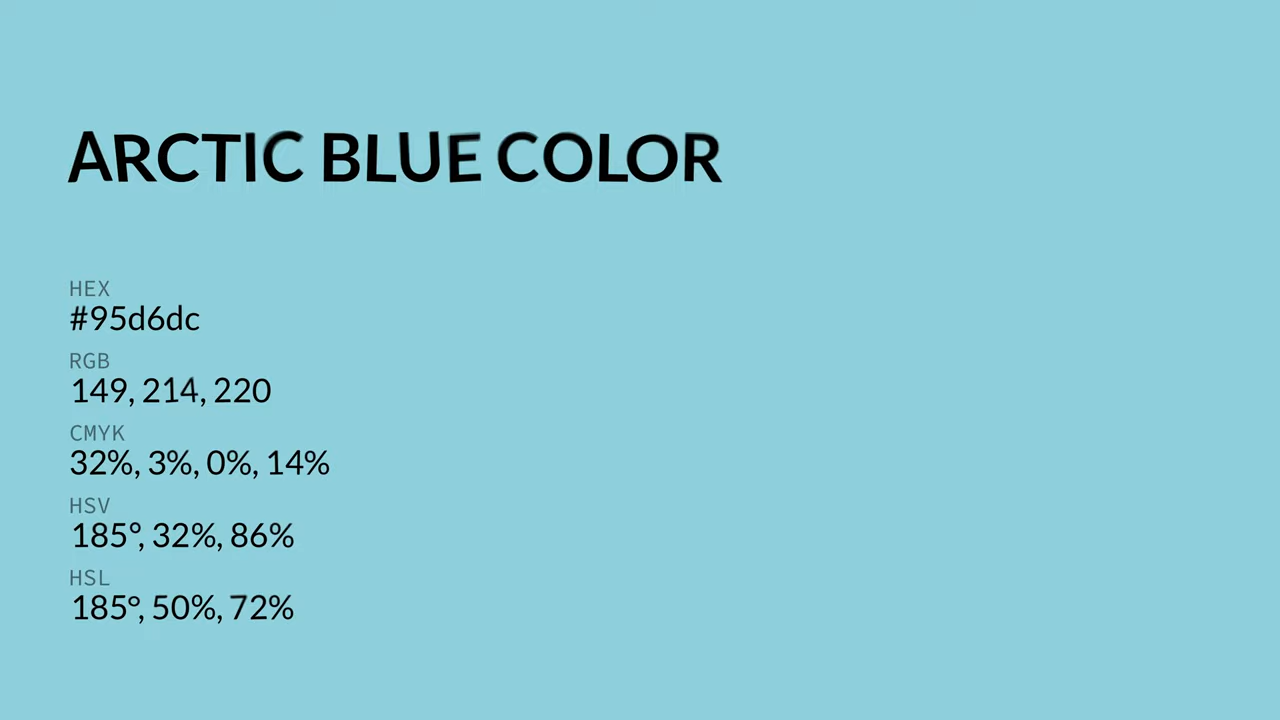 ARCTIC BLUE COLOR
HEX
#95d6dc
RGB
149, 214, 220
CMYK
32%, 3%, 0%, 14%
HSV
185°, 32%, 86%
HSL
185°, 50%, 72%